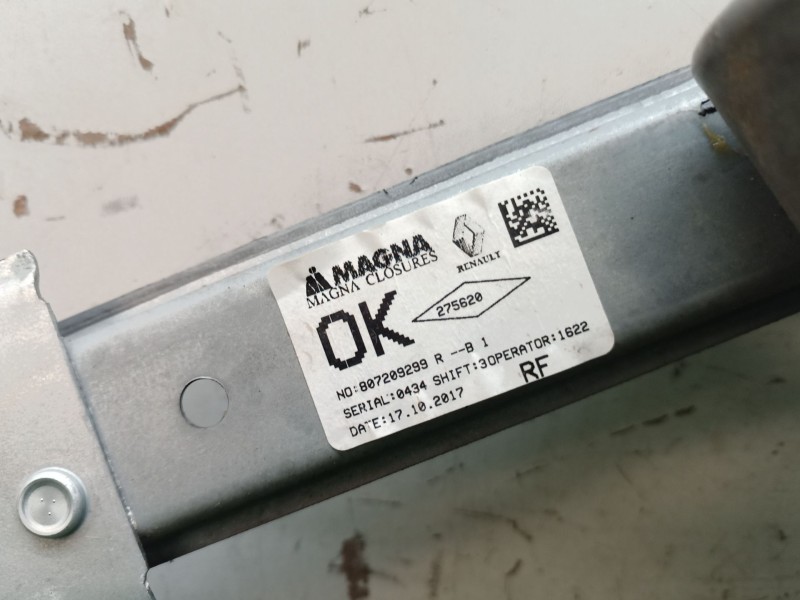 MAGNA
MAGNA CLOSURES
RENAULT
OK
275620
NO:807209299 R --B 1
SERIAL:0434 SHIFT:3OPERATOR:1622
DATE:17.10.2017
RF